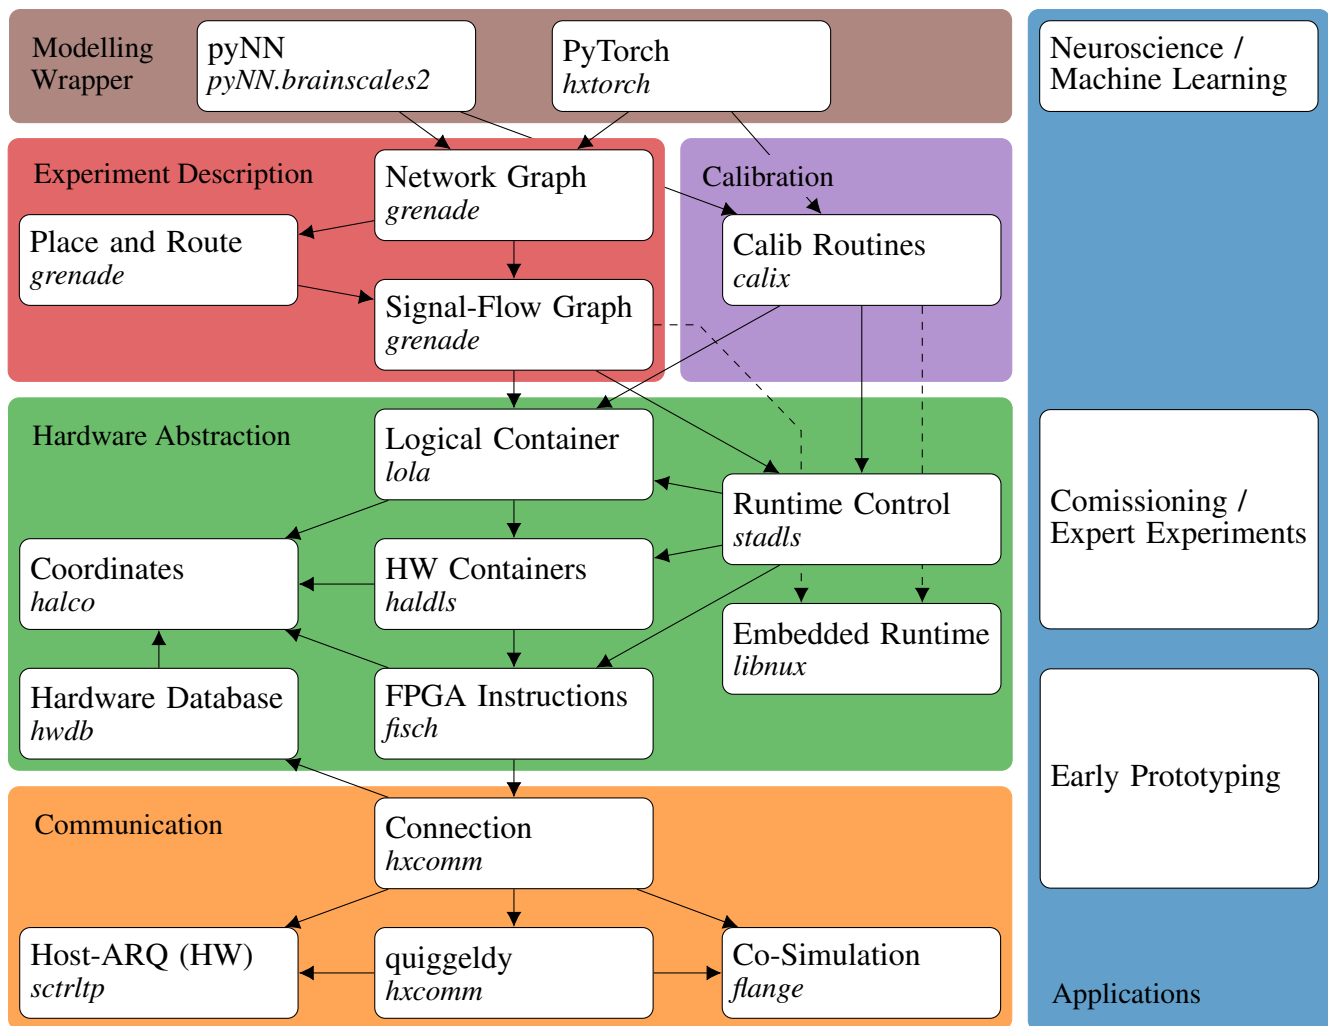 Modelling
Wrapper
pyNN
pyNN.brainscales2
PyTorch
hxtorch
Neuroscience /
Machine Learning
Experiment Description
Network Graph
grenade
Calibration
Place and Route
grenade
Calib Routines
calix
Signal-Flow Graph
grenade
Hardware Abstraction
Logical Container
lola
Runtime Control
stadls
Comissioning /
Expert Experiments
Coordinates
halco
HW Containers
haldls
Embedded Runtime
libnux
Hardware Database
hwdb
FPGA Instructions
fisch
Early Prototyping
Communication
Connection
hxcomm
Host-ARQ (HW)
sctrltp
quiggeldy
hxcomm
Co-Simulation
flange
Applications